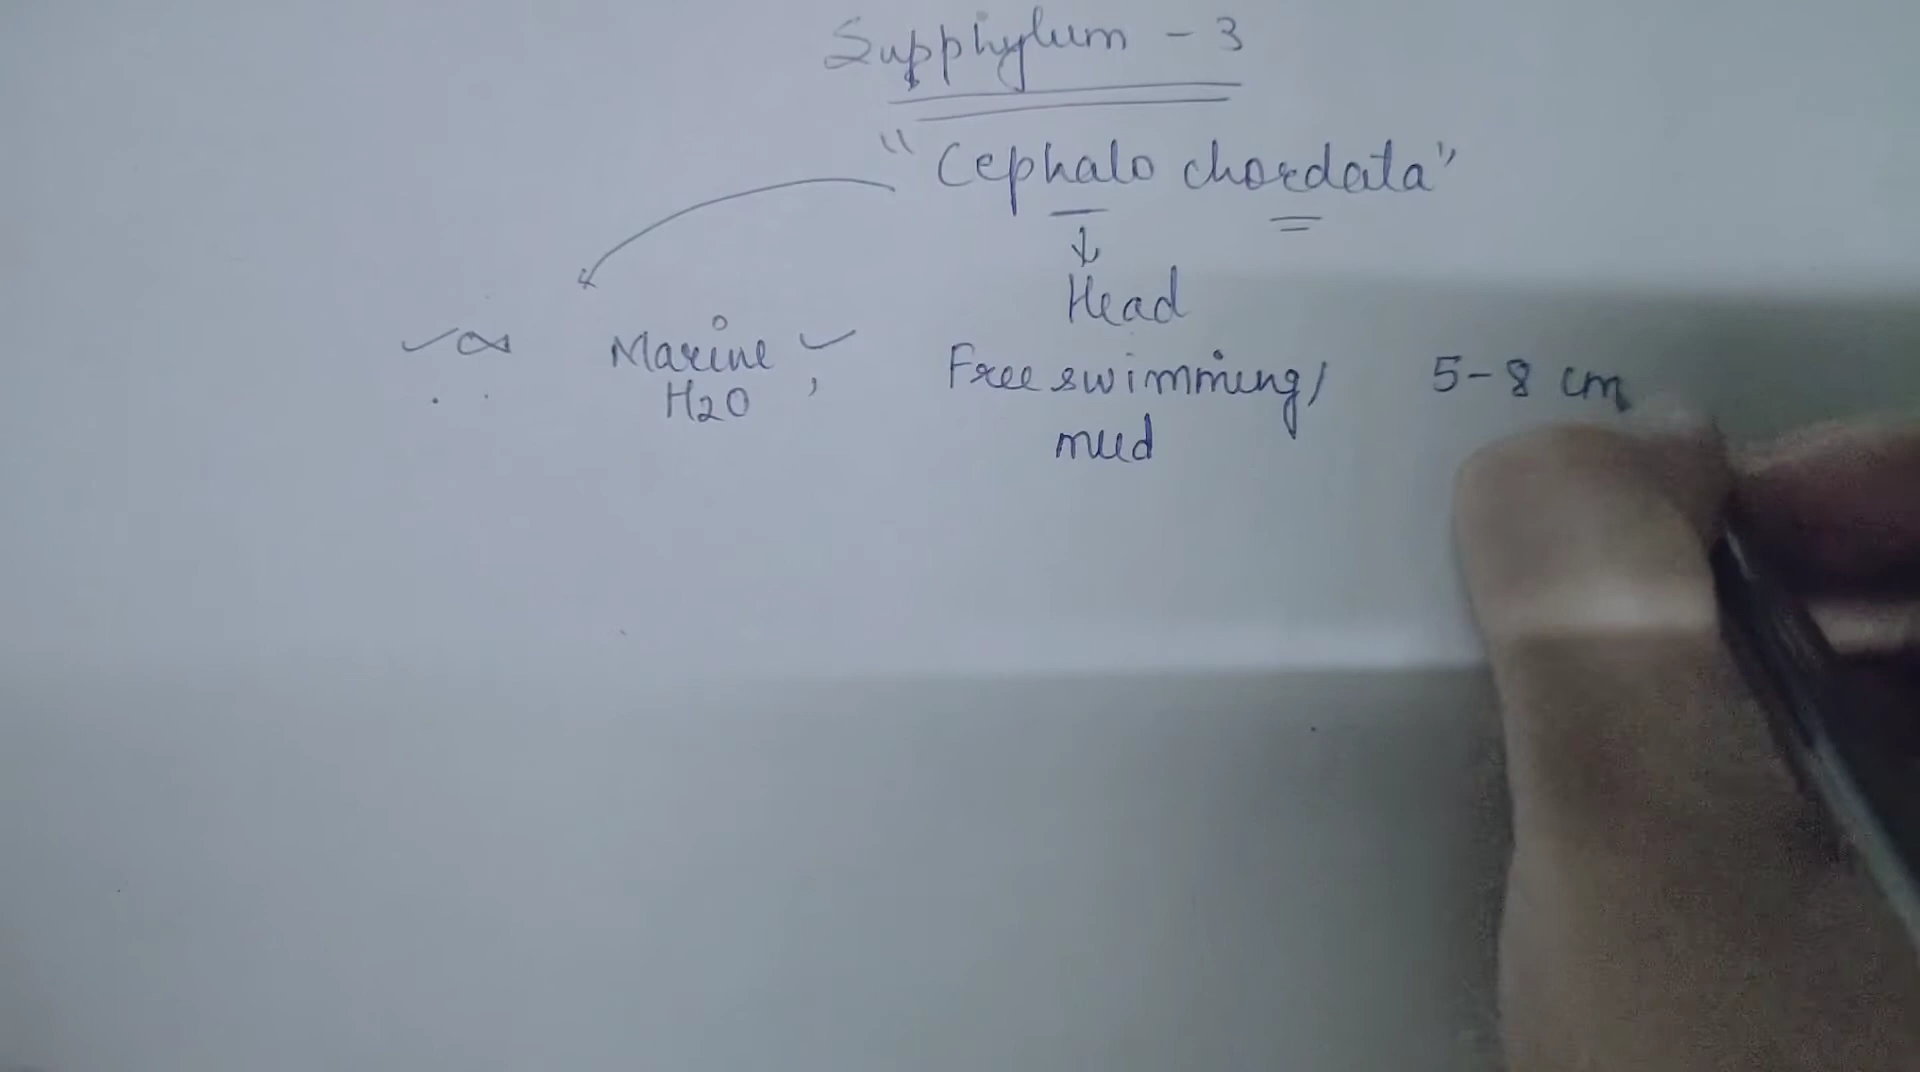 Supphylum - 3
"Cephalo chordata"
Head
Marine, Free swimming/ 5-8 cm
H2O mud